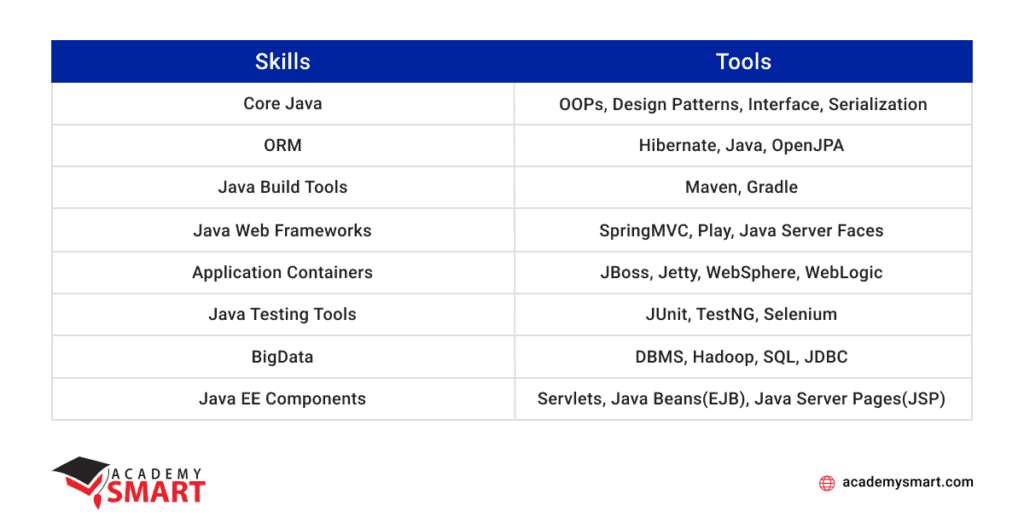 Skills Tools
Core Java OOPs, Design Patterns, Interface, Serialization
ORM Hibernate, Java, OpenJPA
Java Build Tools Maven, Gradle
Java Web Frameworks SpringMVC, Play, Java Server Faces
Application Containers JBoss, Jetty, WebSphere, WebLogic
Java Testing Tools JUnit, TestNG, Selenium
BigData DBMS, Hadoop, SQL, JDBC
Java EE Components Servlets, Java Beans(EJB), Java Server Pages(JSP)
ACADEMY
SMART
academysmart.com